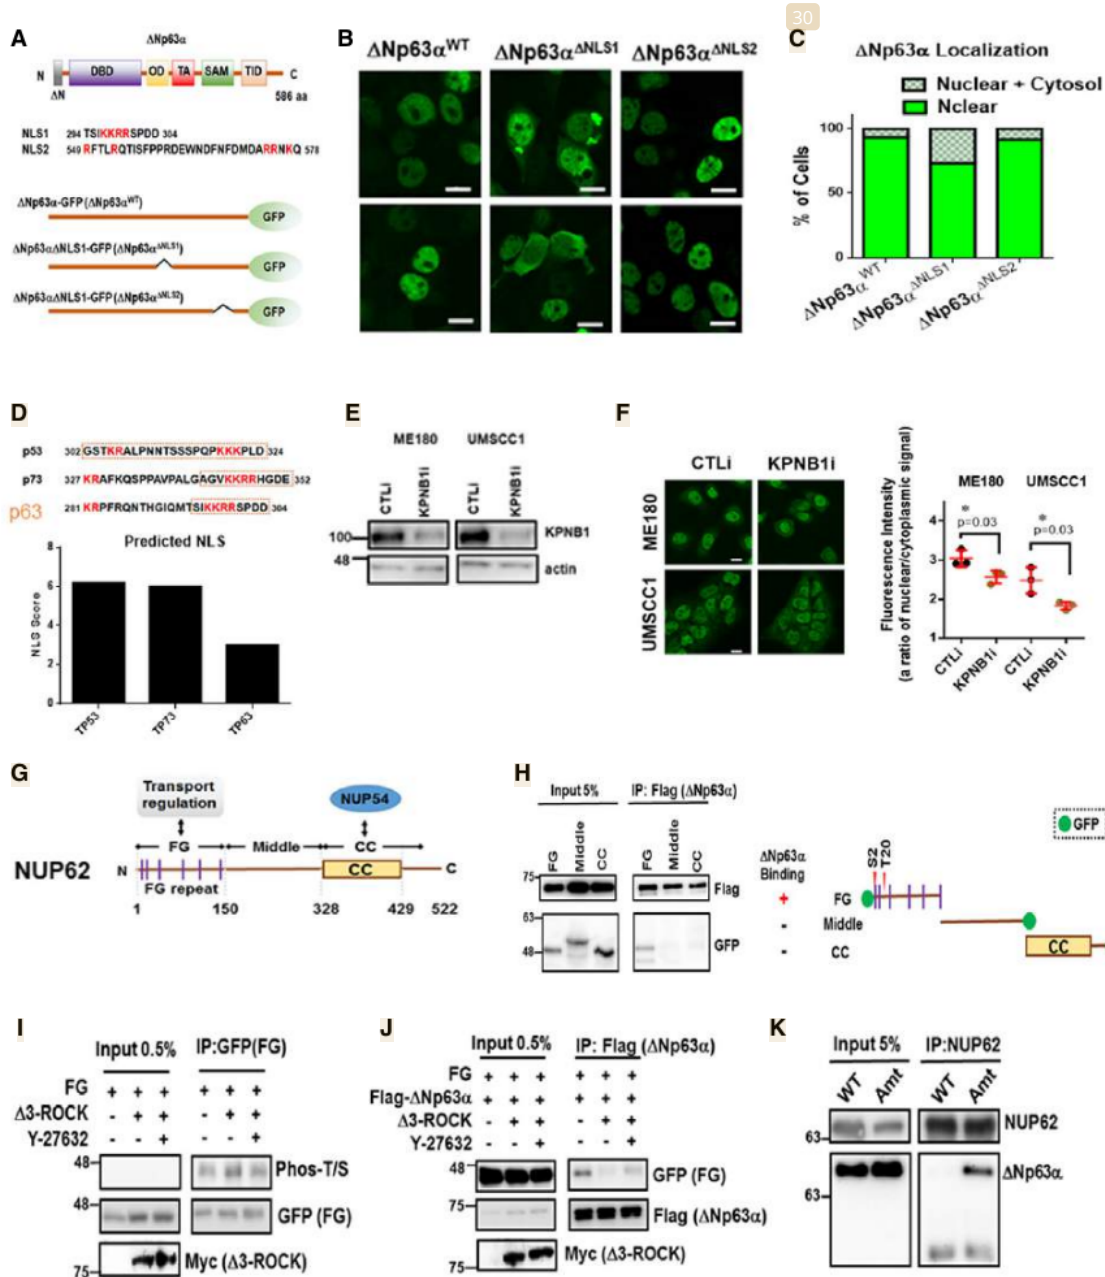 30
A
ΔNp63α
N
DBD
OD
TA
SAM
TID
C
ΔN
586 aa
NLS1 294 TSIKKRRSPDD 304
NLS2 549 RFTLRQTISFPPRDEWNDFNFDMDARRNKQ 578
ΔNp63α-GFP (ΔNp63α^WT)
GFP
ΔNp63αΔNLS1-GFP (ΔNp63α^ΔNLS1)
GFP
ΔNp63αΔNLS1-GFP (ΔNp63α^ΔNLS2)
GFP
B
ΔNp63α^WT ΔNp63α^ΔNLS1 ΔNp63α^ΔNLS2
C
ΔNp63α Localization
Nuclear + Cytosol
Nclear
% of Cells
100
50
0
ΔNp63α^WT
ΔNp63α^ΔNLS1
ΔNp63α^ΔNLS2
D
p53 302 GSTKRALPNNTSSSPQPKKKPLD 324
p73 327 KRAFKQSPPAVPALGAGVKKRRHGDE 352
p63 281 KRPFRQNTHGIQMTSIKKRRSPDD 304
Predicted NLS
NLS Score
8
6
4
2
0
TP53
TP73
TP63
E
ME180 UMSCC1
CTLi KPNB1i CTLi KPNB1i
100 KPNB1
48 actin
F
CTLi KPNB1i
ME180
UMSCC1
Fluorescence Intensity
(a ratio of nuclear/cytoplasmic signal)
ME180 UMSCC1
* *
p=0.03 p=0.03
4
3
2
1
CTLi
KPNB1i
CTLi
KPNB1i
G
Transport
regulation
NUP54
FG Middle CC
NUP62
N
CC
C
FG repeat
1 150 328 429 522
H
Input 5% IP: Flag (ΔNp63α)
FG Middle CC FG Middle CC
75 Flag
63
48 GFP
ΔNp63α
Binding
GFP
S2 T20
+ FG
- Middle
- CC
CC
I
Input 0.5% IP:GFP(FG)
FG + + + + + +
Δ3-ROCK - + + - + +
Y-27632 - - + - - +
48 Phos-T/S
48 GFP (FG)
75 Myc (Δ3-ROCK)
J
Input 0.5% IP: Flag (ΔNp63α)
FG + + + + + +
Flag-ΔNp63α + + + + + +
Δ3-ROCK - + + - + +
Y-27632 - - + - - +
48 GFP (FG)
75 Flag (ΔNp63α)
75 Myc (Δ3-ROCK)
K
Input 5% IP:NUP62
WT Amt WT Amt
63 NUP62
63 ΔNp63α